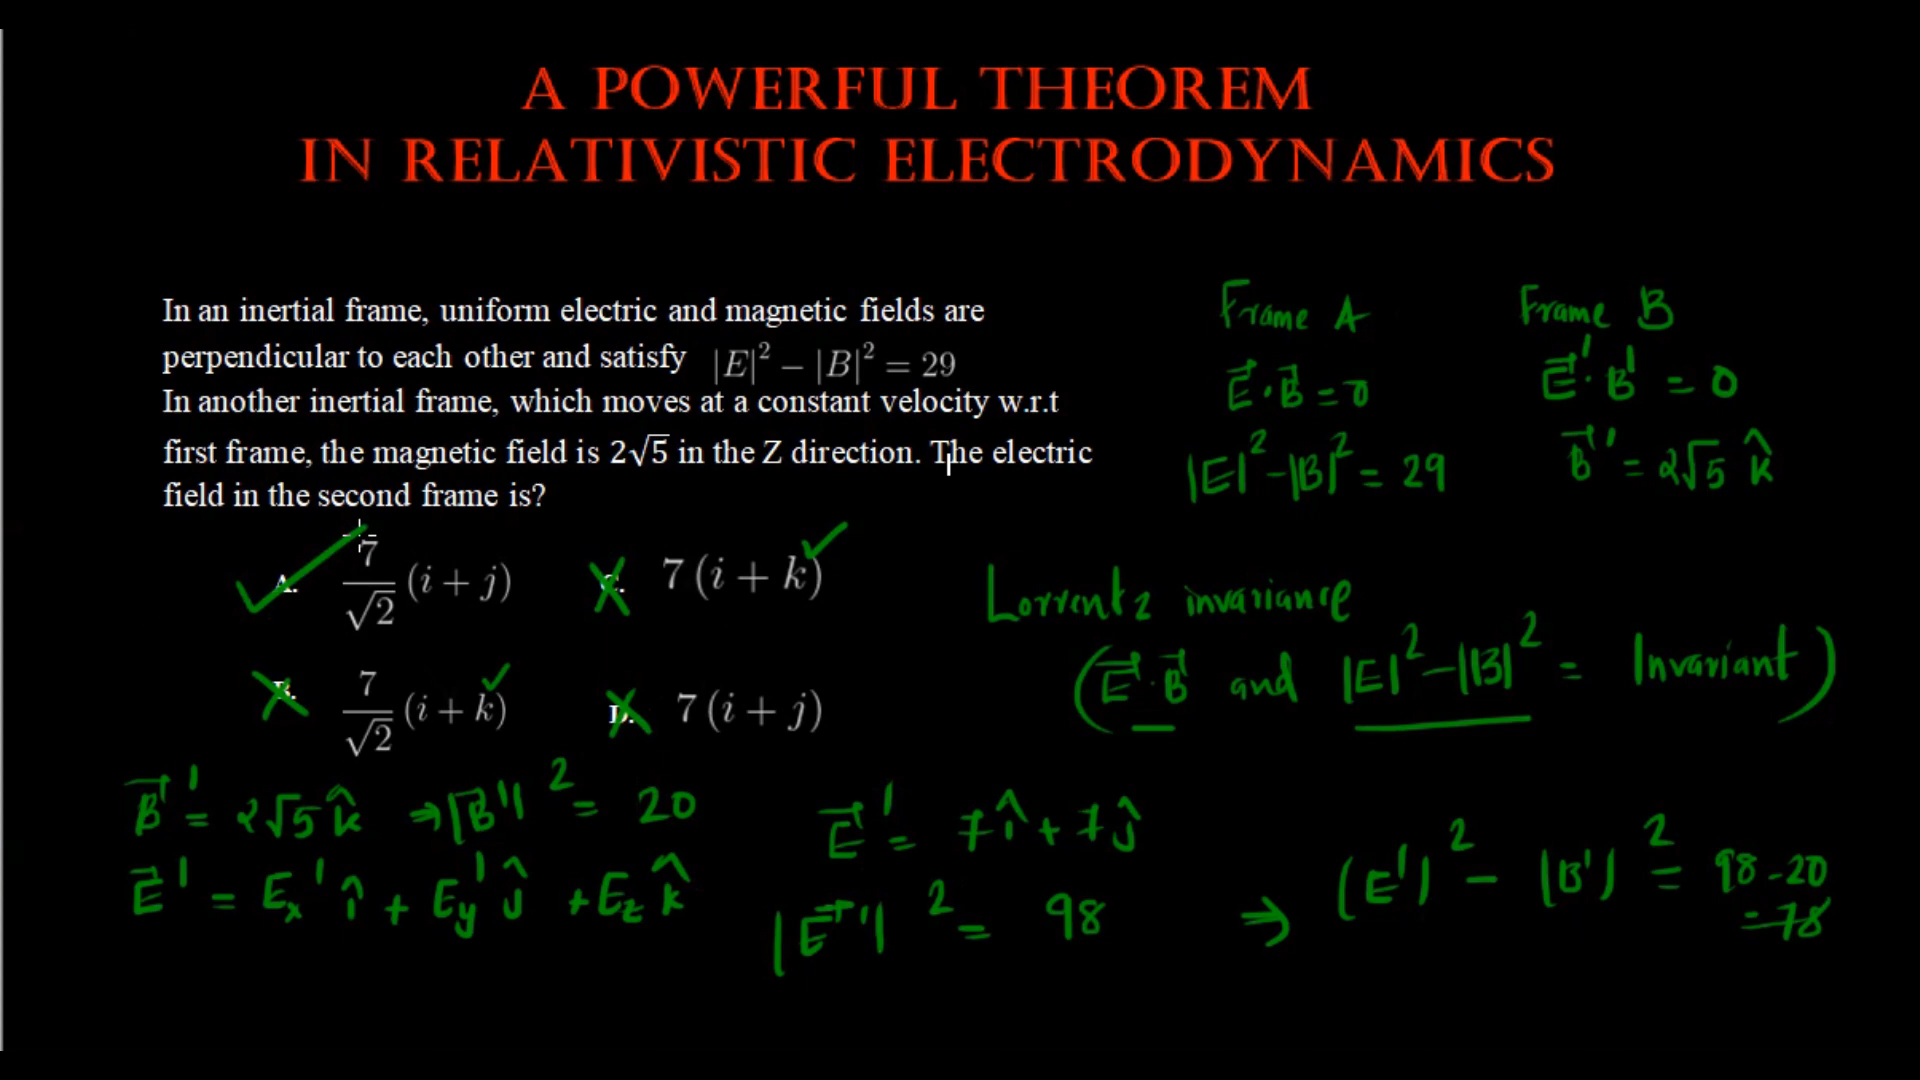 A POWERFUL THEOREM
IN RELATIVISTIC ELECTRODYNAMICS
In an inertial frame, uniform electric and magnetic fields are
perpendicular to each other and satisfy |E|² − |B|² = 29
In another inertial frame, which moves at a constant velocity w.r.t
first frame, the magnetic field is 2√5 in the Z direction. The electric
field in the second frame is?
A. 7/√2 (i + j)
C. 7 (i + k)
B. 7/√2 (i + k)
D. 7 (i + j)
Frame A
E⃗ · B⃗ = 0
|E|² − |B|² = 29
Frame B
E⃗' · B' = 0
B⃗' = 2√5 k̂
Lorrentz invariance
(E⃗ · B⃗ and |E|² − |B|² = Invariant)
B⃗' = 2√5 k̂ ⇒ |B⃗'|² = 20
E⃗' = Ex' î + Ey' ĵ + Ez k̂
E⃗' = 7î + 7ĵ
|E⃗'|² = 98
⇒ (E')² − |B'|² = 98 - 20
= 78